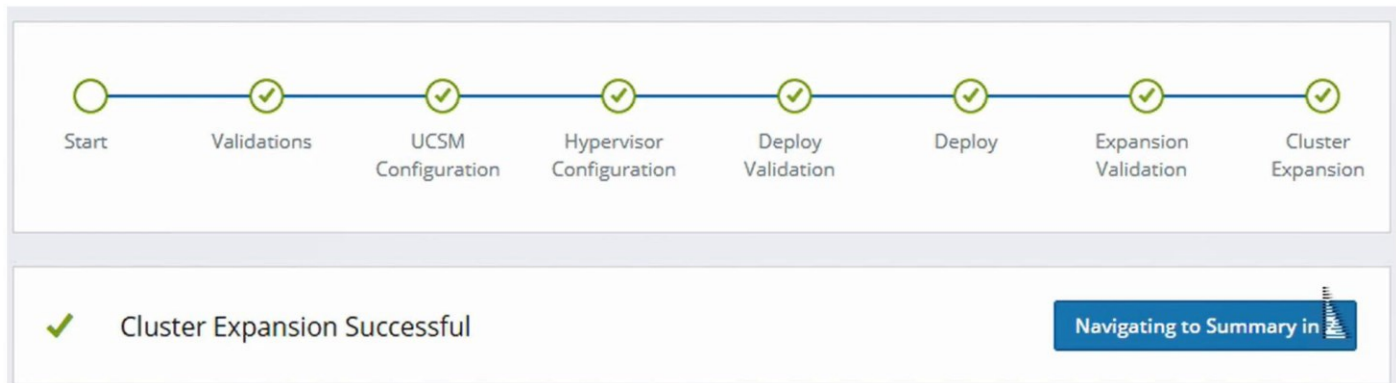 Start
Validations
UCSM
Configuration
Hypervisor
Configuration
Deploy
Validation
Deploy
Expansion
Validation
Cluster
Expansion
Cluster Expansion Successful
Navigating to Summary in